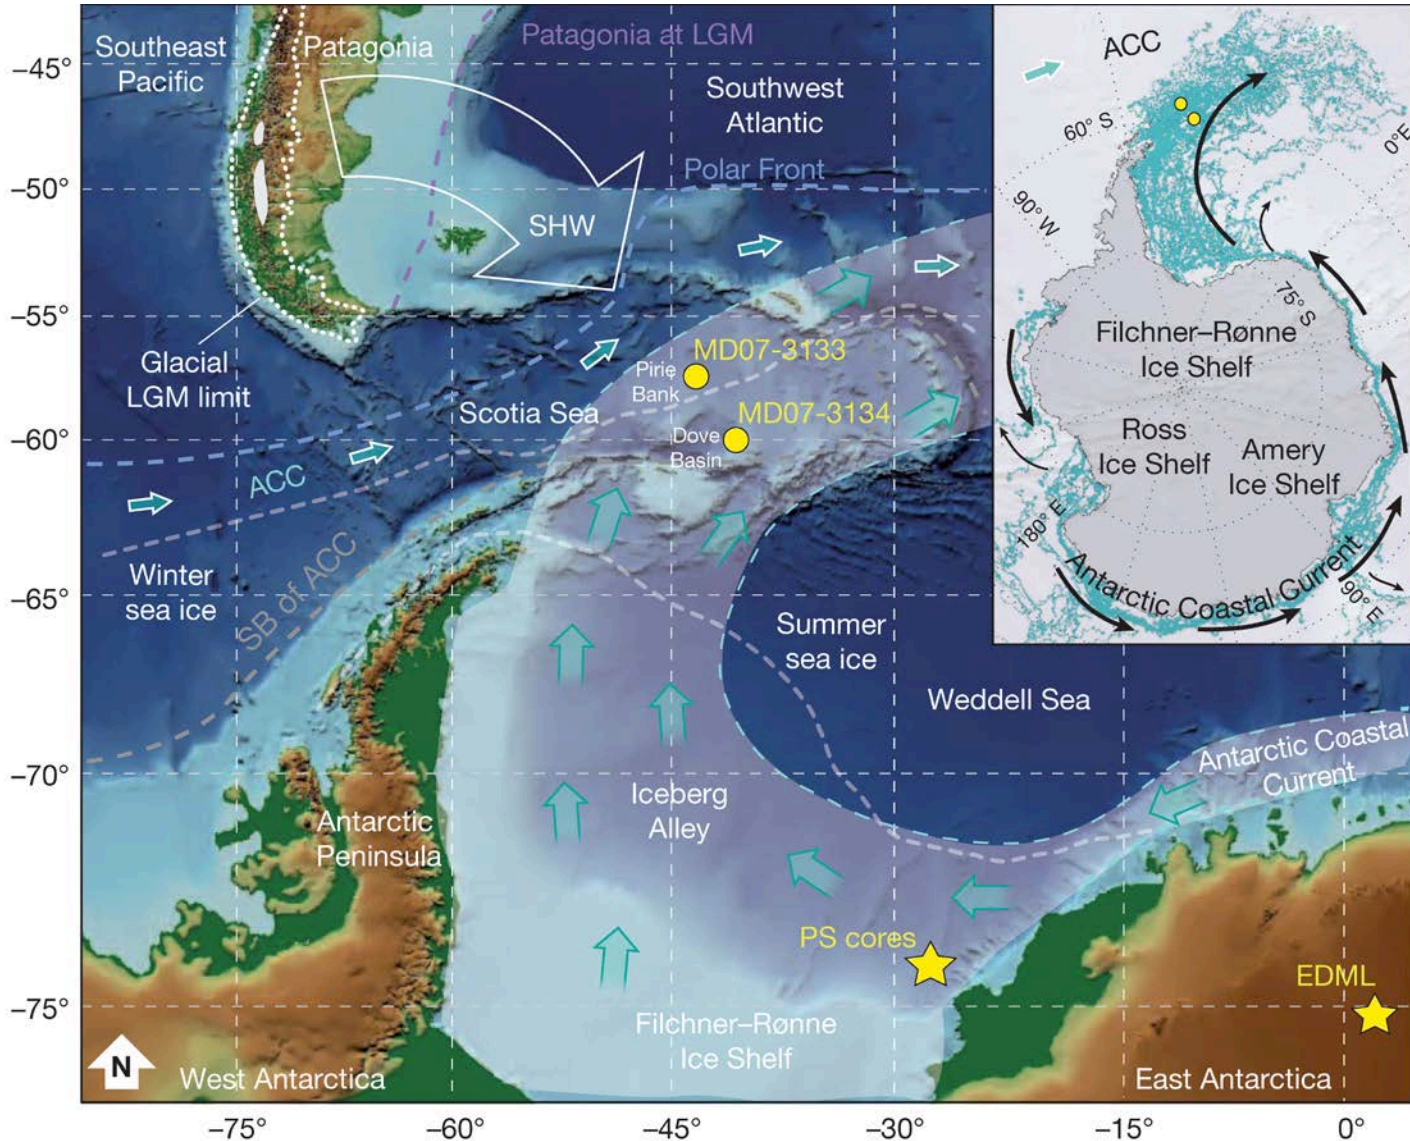 Southeast
Pacific
Patagonia
Patagonia at LGM
Southwest
Atlantic
Polar Front
SHW
Glacial
LGM limit
MD07-3133
Pirie
Bank
Scotia Sea
MD07-3134
Dove
Basin
ACC
Winter
sea ice
SB of ACC
Summer
sea ice
Weddell Sea
Antarctic Coastal
Current
Iceberg
Alley
Antarctic
Peninsula
PS cores
EDML
Filchner–Rønne
Ice Shelf
N
West Antarctica
East Antarctica
–45°
–50°
–55°
–60°
–65°
–70°
–75°
–75°
–60°
–45°
–30°
–15°
0°
ACC
60° S
0°E
90° W
75° S
Filchner–Rønne
Ice Shelf
Ross
Ice Shelf
Amery
Ice Shelf
180° E
Antarctic Coastal Current
90° E